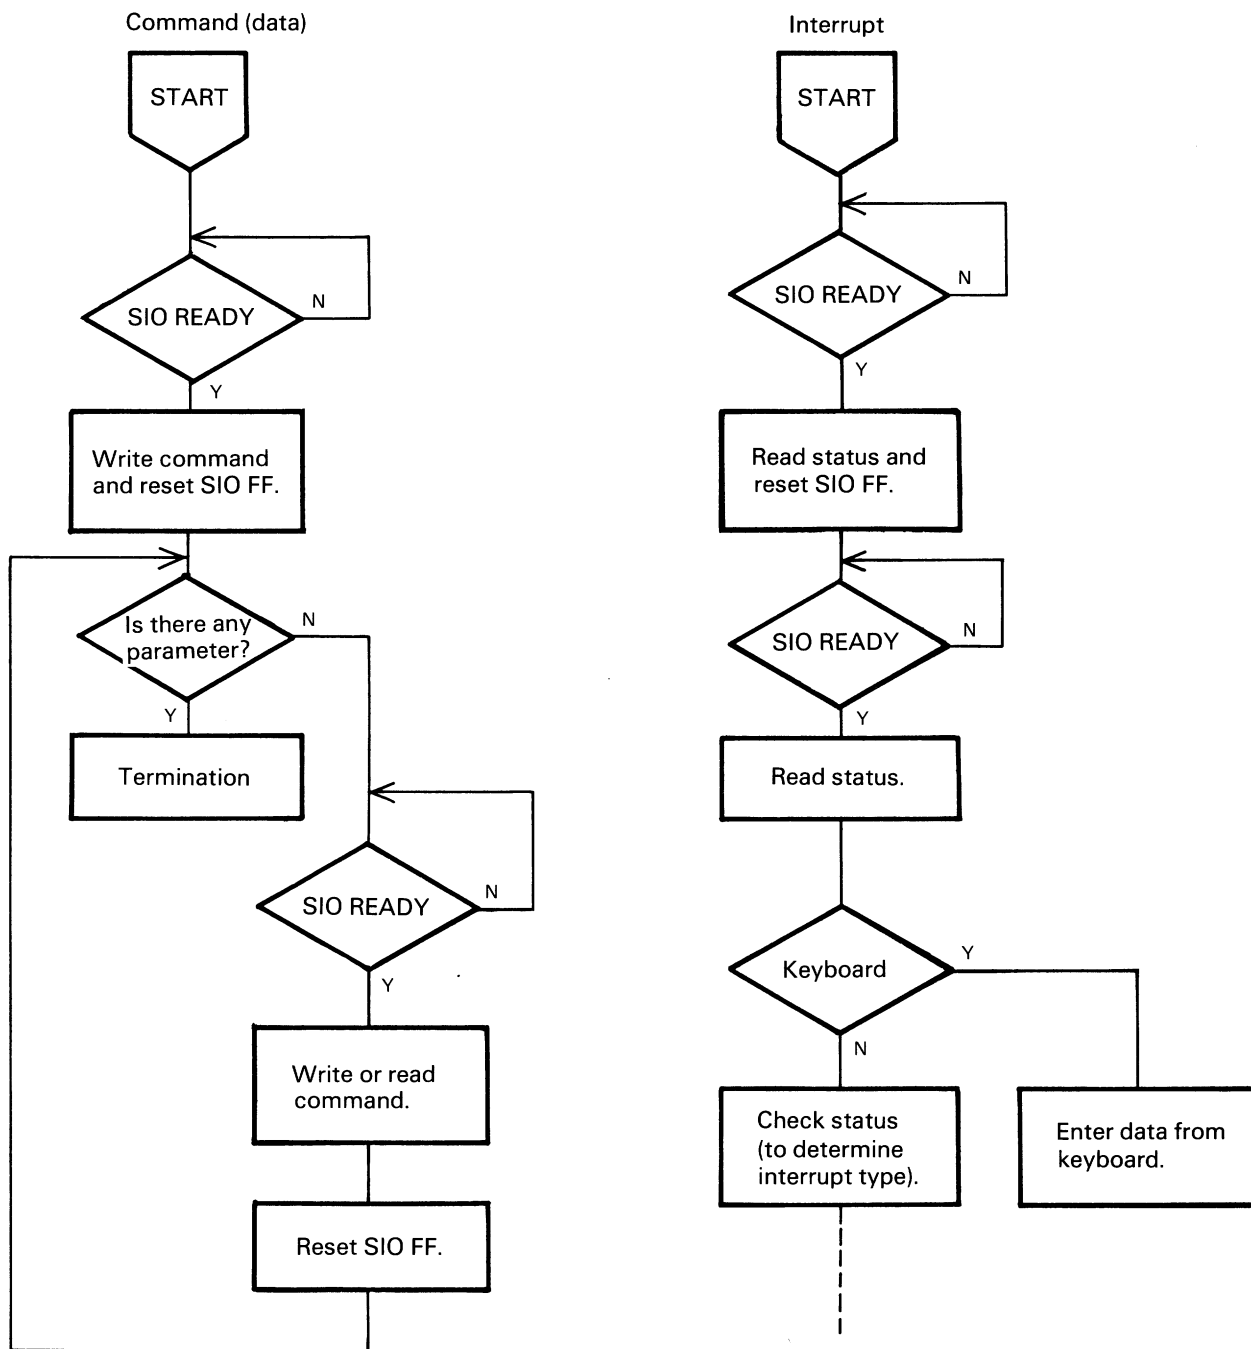 Command (data)
START
SIO READY
N
Y
Write command
and reset SIO FF.
Is there any
parameter?
N
Y
Termination
SIO READY
N
Y
Write or read
command.
Reset SIO FF.
Interrupt
START
SIO READY
N
Y
Read status and
reset SIO FF.
SIO READY
N
Y
Read status.
Keyboard
Y
N
Check status
(to determine
interrupt type).
Enter data from
keyboard.